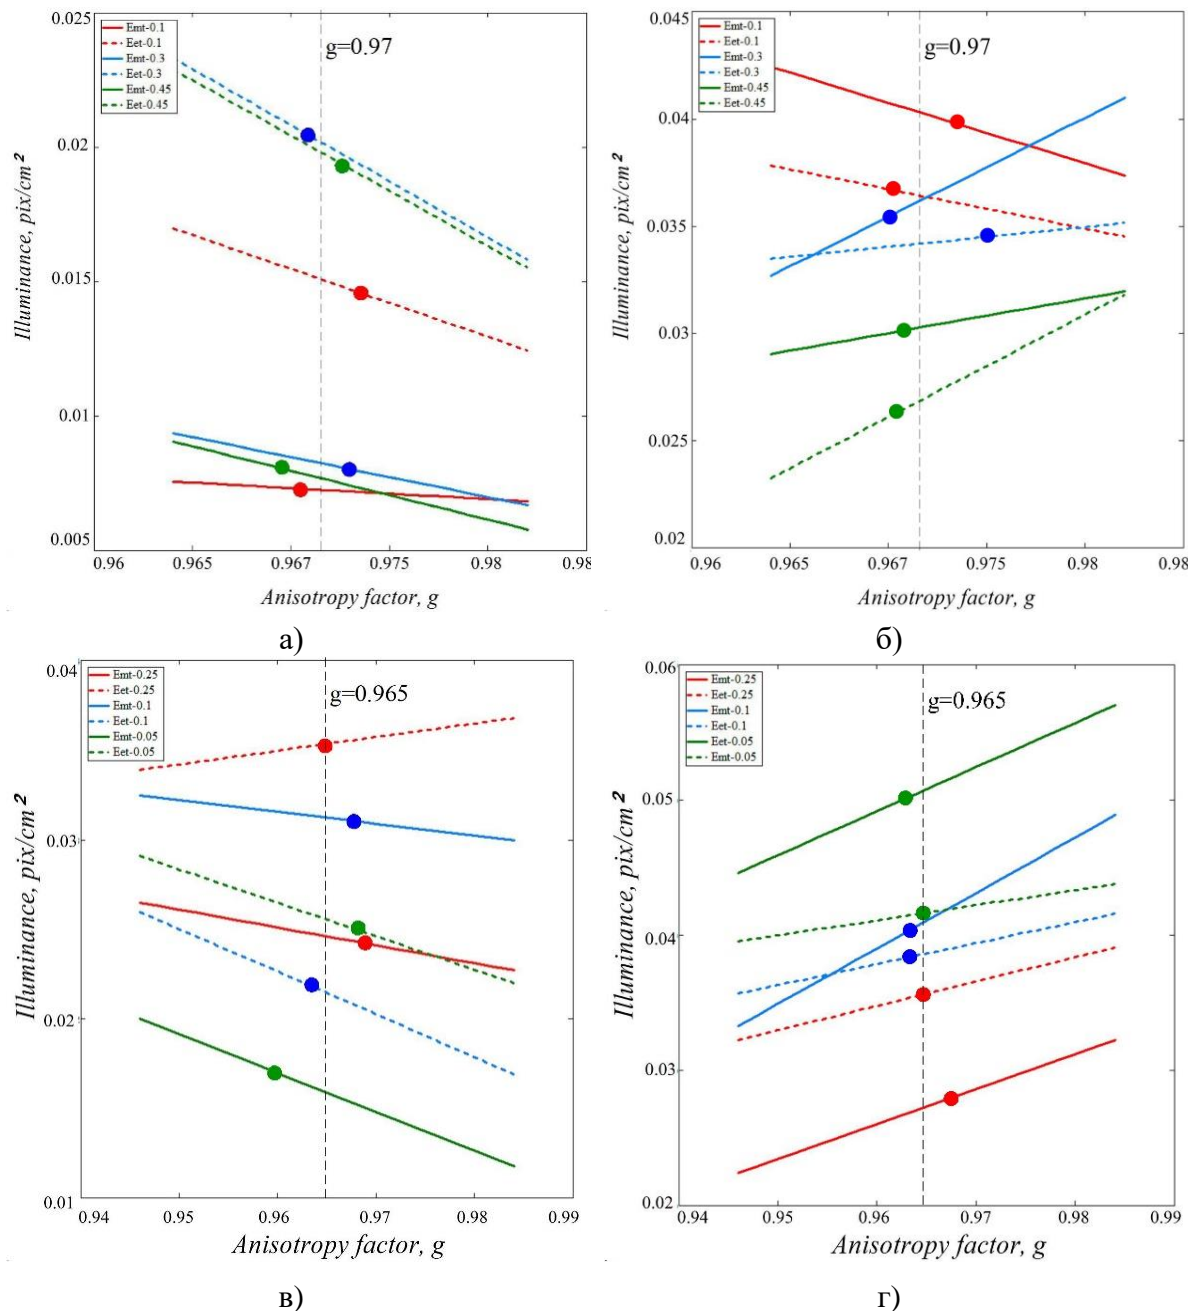 0.025
Emt-0.1
Eet-0.1
Emt-0.3
Eet-0.3
Emt-0.45
Eet-0.45
g=0.97
0.02
0.015
0.01
0.005
Illuminance, pix/cm²
0.96 0.965 0.967 0.975 0.98 0.98
Anisotropy factor, g
а)
0.045
Emt-0.1
Eet-0.1
Emt-0.3
Eet-0.3
Emt-0.45
Eet-0.45
g=0.97
0.04
0.035
0.03
0.025
0.02
Illuminance, pix/cm²
0.96 0.965 0.967 0.975 0.98 0.98
Anisotropy factor, g
б)
0.04
Emt-0.25
Eet-0.25
Emt-0.1
Eet-0.1
Emt-0.05
Eet-0.05
g=0.965
0.03
0.02
0.01
Illuminance, pix/cm²
0.94 0.95 0.96 0.97 0.98 0.99
Anisotropy factor, g
в)
0.06
Emt-0.25
Eet-0.25
Emt-0.1
Eet-0.1
Eet-0.05
Emt-0.05
g=0.965
0.05
0.04
0.03
0.02
Illuminance, pix/cm²
0.94 0.95 0.96 0.97 0.98 0.99
Anisotropy factor, g
г)